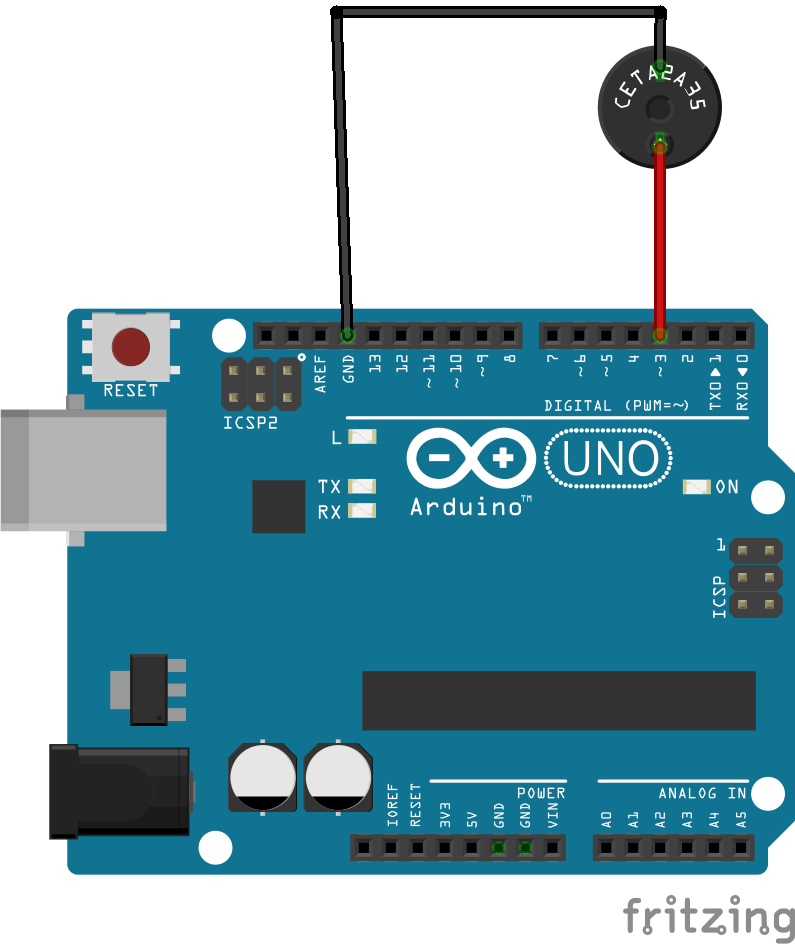 CETA2A35
RESET
ICSP2
AREF
GND
13
12
~11
~10
~9
8
7
~6
~5
4
~3
2
TX0▶1
RX0◀0
DIGITAL (PWM=~)
L
TX
RX
Arduino™
UNO
ON
1
ICSP
IOREF
RESET
3V3
5V
GND
GND
VIN
POWER
A0
A1
A2
A3
A4
A5
ANALOG IN
fritzing